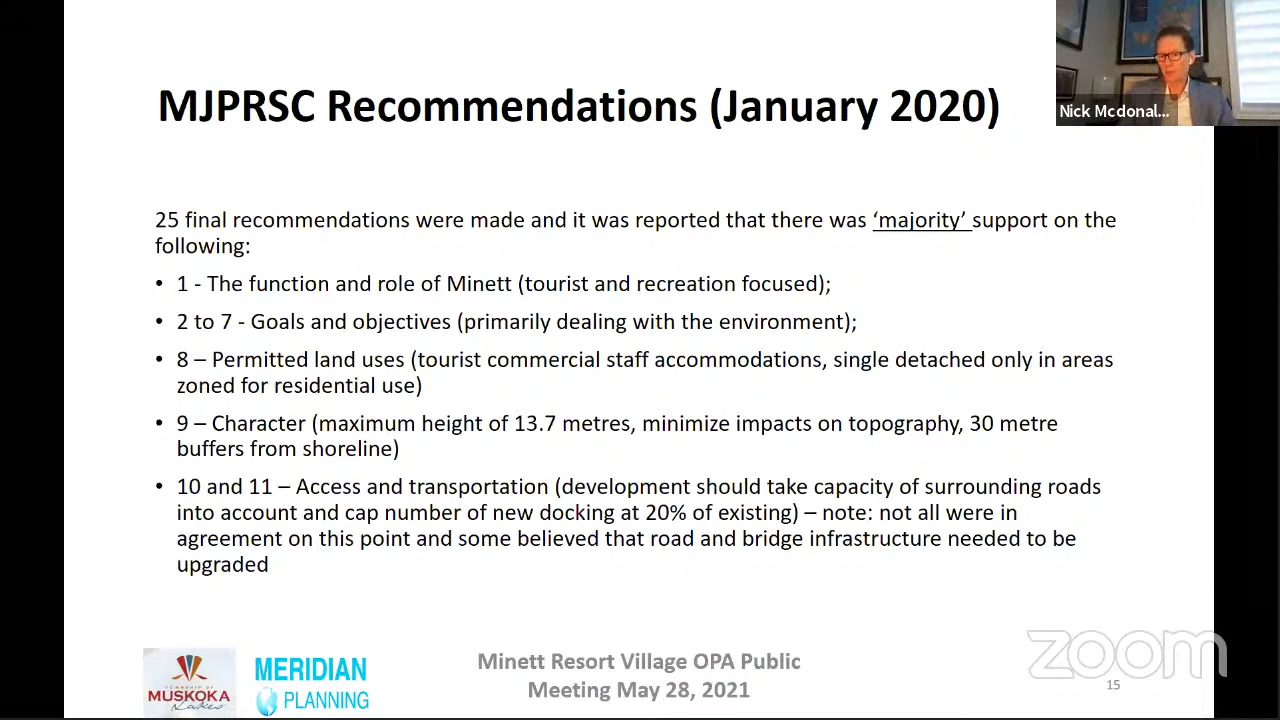 MJPRSC Recommendations (January 2020)
Nick Mcdonal...
25 final recommendations were made and it was reported that there was ‘majority’ support on the
following:
• 1 - The function and role of Minett (tourist and recreation focused);
• 2 to 7 - Goals and objectives (primarily dealing with the environment);
• 8 – Permitted land uses (tourist commercial staff accommodations, single detached only in areas
zoned for residential use)
• 9 – Character (maximum height of 13.7 metres, minimize impacts on topography, 30 metre
buffers from shoreline)
• 10 and 11 – Access and transportation (development should take capacity of surrounding roads
into account and cap number of new docking at 20% of existing) – note: not all were in
agreement on this point and some believed that road and bridge infrastructure needed to be
upgraded
TOWNSHIP OF
MUSKOKA
Lakes
MERIDIAN
PLANNING
Minett Resort Village OPA Public
Meeting May 28, 2021
zoom
15